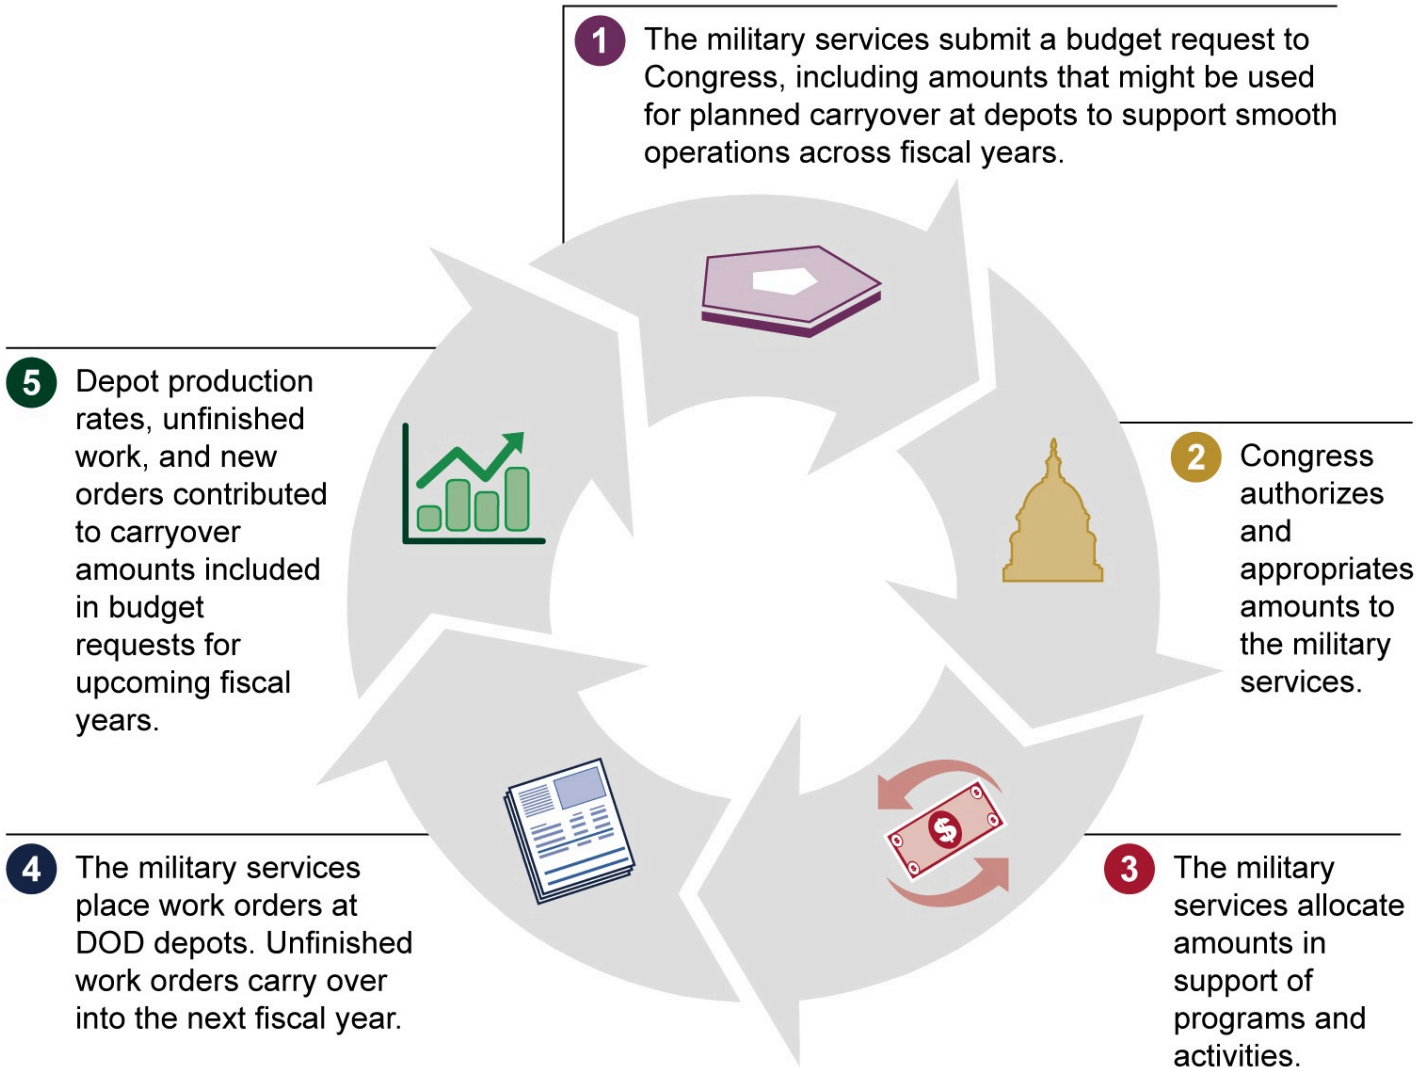 1
The military services submit a budget request to
Congress, including amounts that might be used
for planned carryover at depots to support smooth
operations across fiscal years.
2
Congress
authorizes
and
appropriates
amounts to
the military
services.
3
The military
services allocate
amounts in
support of
programs and
activities.
$
4
The military services
place work orders at
DOD depots. Unfinished
work orders carry over
into the next fiscal year.
5
Depot production
rates, unfinished
work, and new
orders contributed
to carryover
amounts included
in budget
requests for
upcoming fiscal
years.